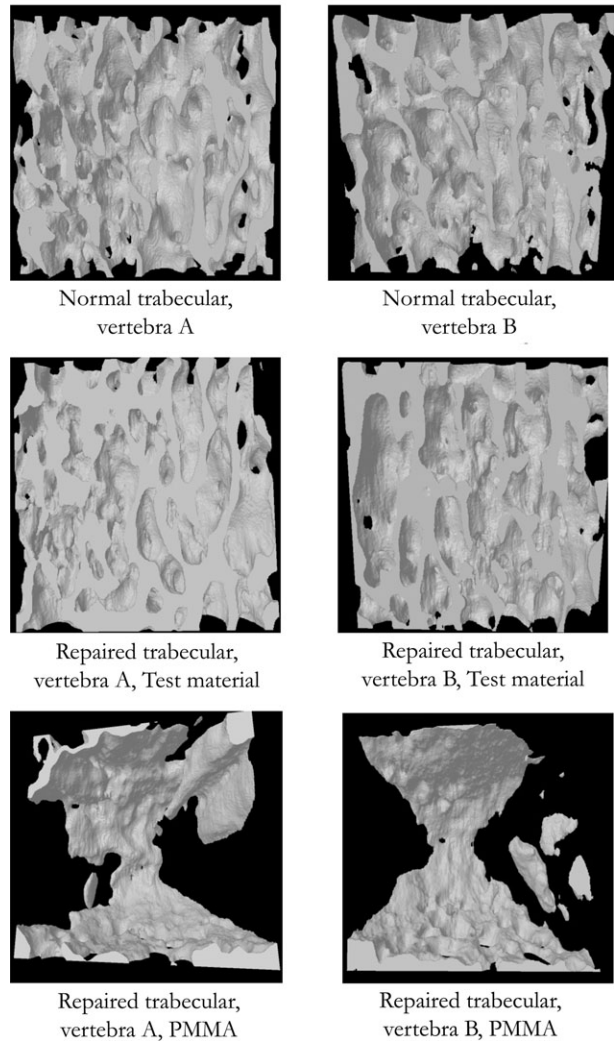 Normal trabecular,
vertebra A
Normal trabecular,
vertebra B
Repaired trabecular,
vertebra A, Test material
Repaired trabecular,
vertebra B, Test material
Repaired trabecular,
vertebra A, PMMA
Repaired trabecular,
vertebra B, PMMA